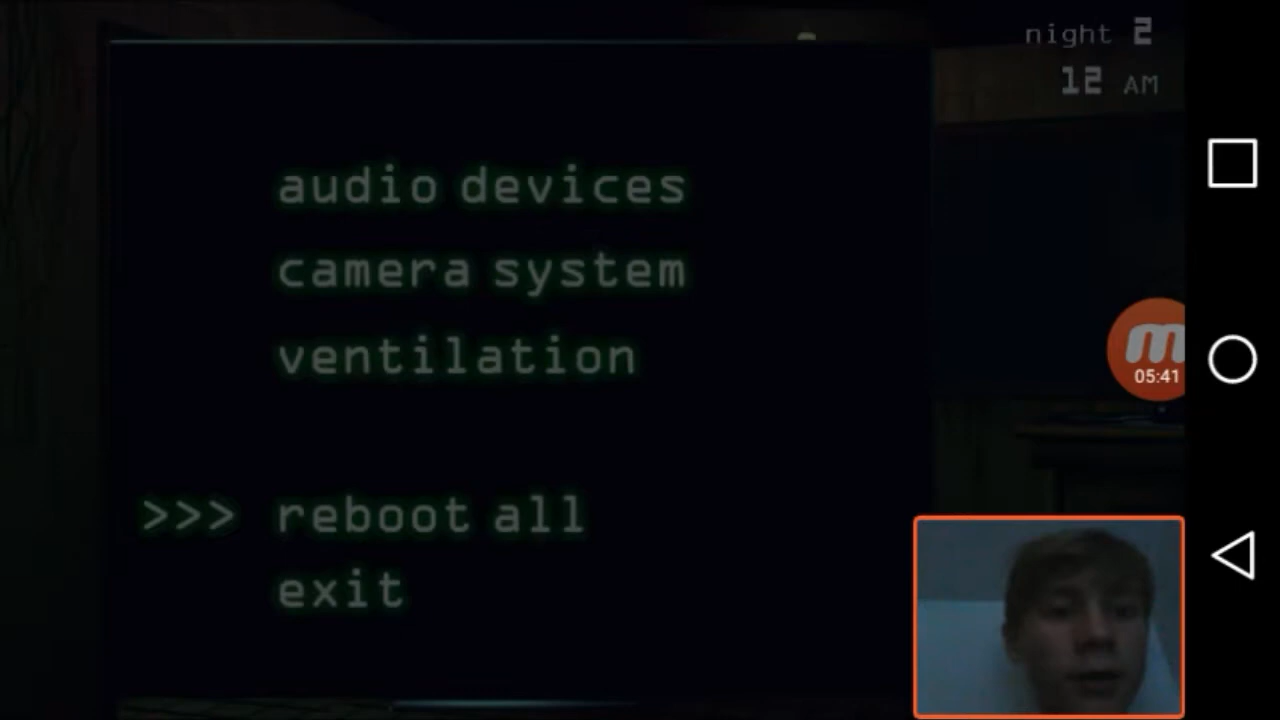 night 2
12 AM
audio devices
camera system
ventilation
m
05:41
>>> reboot all
exit